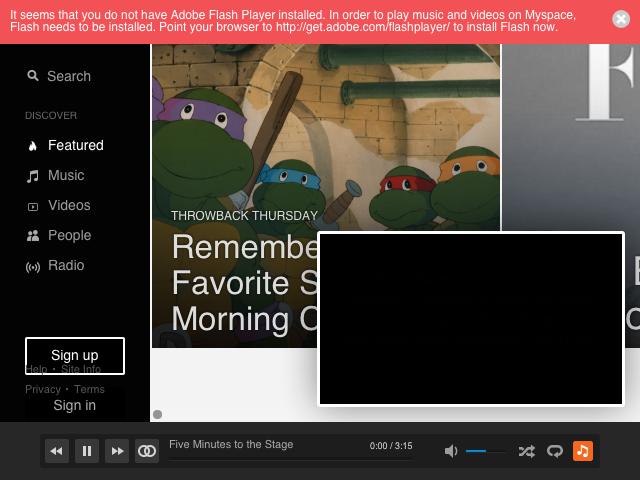 It seems that you do not have Adobe Flash Player installed. In order to play music and videos on Myspace,
Flash needs to be installed. Point your browser to http://get.adobe.com/flashplayer/ to install Flash now.
Search
DISCOVER
Featured
Music
Videos
People
Radio
Sign up
Help • Site Info
Privacy • Terms
Sign in
THROWBACK THURSDAY
Remembe
Favorite S
Morning C
F
Five Minutes to the Stage
0:00 / 3:15